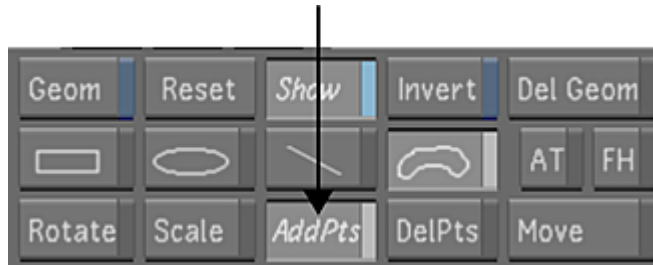 Geom Reset Show Invert Del Geom
AT FH
Rotate Scale AddPts DelPts Move